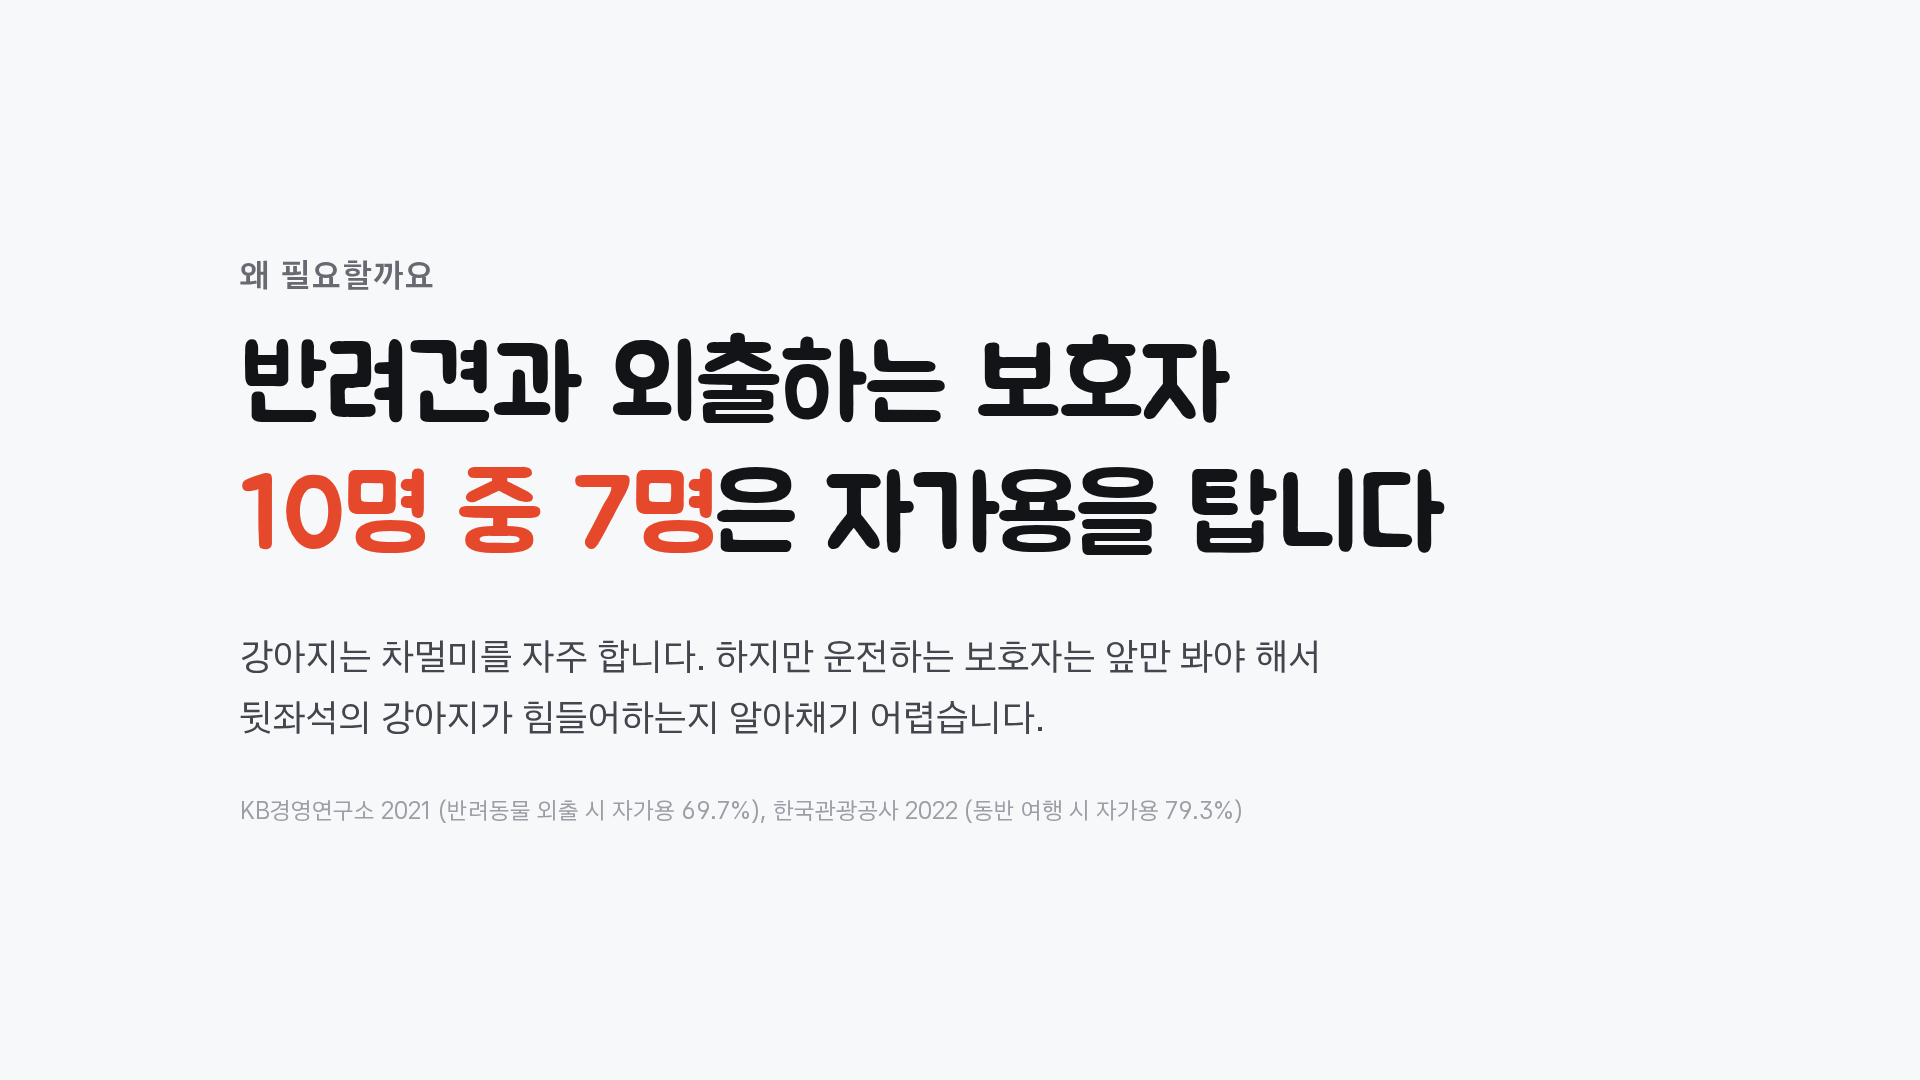 왜 필요할까요
반려견과 외출하는 보호자
10명 중 7명은 자가용을 탑니다
강아지는 차멀미를 자주 합니다. 하지만 운전하는 보호자는 앞만 봐야 해서
뒷좌석의 강아지가 힘들어하는지 알아채기 어렵습니다.
KB경영연구소 2021 (반려동물 외출 시 자가용 69.7%), 한국관광공사 2022 (동반 여행 시 자가용 79.3%)